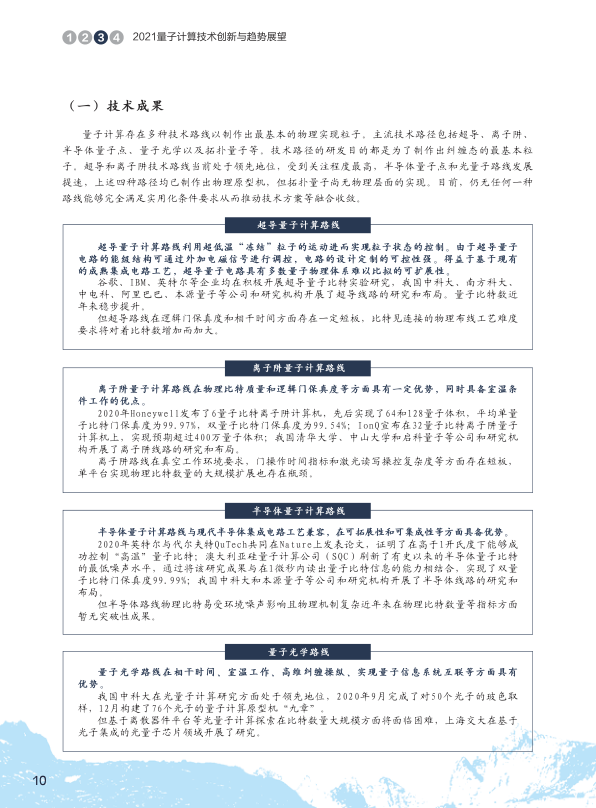 1 2 3 4 2021量子计算技术创新与趋势展望
（一）技术成果
量子计算存在多种技术路线以制作出最基本的物理实现粒子。主流技术路径包括超导、离子阱、
半导体量子点，量子光学以及拓扑量子等。技术路径的研发目的都是为了制作出纠缠态的最基本粒
子。超导和离子阱技术路线当前处于领先地位，受到关注程度最高，半导体量子点和光量子路线发展
提速，上述四种路径均已制作出物理原型机，但拓扑量子尚无物理层面的实现。目前，仍无任何一种
路线能够完全满足实用化条件要求从而推动技术方案等融合收敛。
超导量子计算路线
超导量子计算路线利用超低温“冻结”粒子的运动进而实现粒子状态的控制。由于超导量子
电路的能级结构可通过外加电磁信号进行调控，电路的设计定制的可控性强。得益于基于现有
的成熟集成电路工艺，超导量子电路具有多数量子物理体系难以比拟的可扩展性。
谷歌、IBM、英特尔等企业均在积极开展超导量子比特实验研究，我国中科大，南方科大、
中电科、阿里巴巴、本源量子等公司和研究机构开展了超导线路的研究和布局。量子比特数近
年来稳步提升。
但超导路线在逻辑门保真度和相干时间方面存在一定短板，比特见连接的物理布线工艺难度
要求将对着比特数增加而加大。
离子阱量子计算路线
离子阱量子计算路线在物理比特质量和逻辑门保真度等方面具有一定优势，同时具备室温条
件工作的优点。
2020年Honeywell发布了6量子比特离子阱计算机，先后实现了64和128量子体积，平均单量
子比特门保真度为99.97%，双量子比特门保真度为99.54%；IonQ宣布在32量子比特离子阱量子
计算机上，实现预期超过400万量子体积；我国清华大学、中山大学和启科量子等公司和研究机
构开展了离子阱线路的研究和布局。
离子阱路线在真空工作环境要求，门操作时间指标和激光读写操控复杂度等方面存在短板，
单平台实现物理比特数量的大规模扩展也存在瓶颈。
半导体量子计算路线
半导体量子计算路线与现代半导体集成电路工艺兼容，在可拓展性和可集成性等方面具备优势。
2020年英特尔与代尔夫特QuTech共同在Nature上发表论文，证明了在高于1开氏度下能够成
功控制“高温”量子比特；澳大利亚硅量子计算公司（SQC）刷新了有史以来的半导体量子比特
的最低噪声水平，通过将该研究成果与在1微秒内读出量子比特信息的能力相结合，实现了双量
子比特门保真度99.99%；我国中科大和本源量子等公司和研究机构开展了半导体线路的研究和
布局。
但半导体路线物理比特易受环境噪声影响且物理机制复杂近年来在物理比特数量等指标方面
暂无突破性成果。
量子光学路线
量子光学路线在相干时间、室温工作、高维纠缠操纵、实现量子信息系统互联等方面具有
优势。
我国中科大在光量子计算研究方面处于领先地位，2020年9月完成了对50个光子的玻色取
样，12月构建了76个光子的量子计算原型机“九章”。
但基于离散器件平台等光量子计算探索在比特数量大规模方面将面临困难，上海交大在基于
光子集成的光量子芯片领域开展了研究。
10